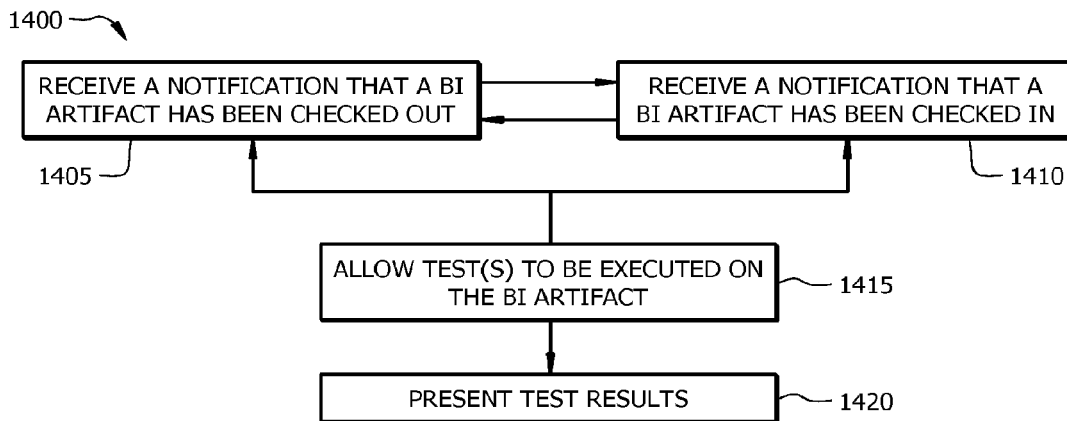 1400
RECEIVE A NOTIFICATION THAT A BI
ARTIFACT HAS BEEN CHECKED OUT
RECEIVE A NOTIFICATION THAT A
BI ARTIFACT HAS BEEN CHECKED IN
1405
1410
ALLOW TEST(S) TO BE EXECUTED ON
THE BI ARTIFACT
1415
PRESENT TEST RESULTS
1420